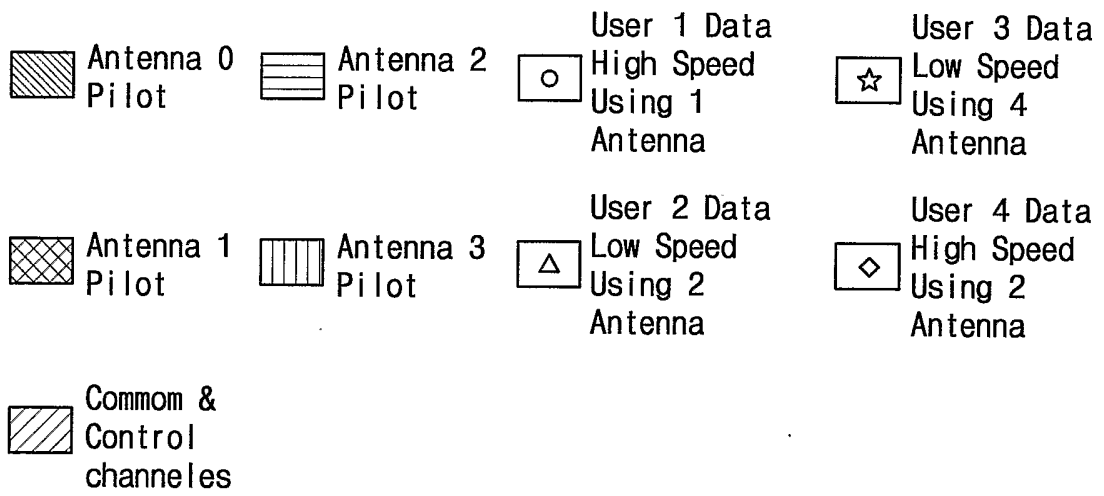 Antenna 0
Pilot
Antenna 2
Pilot
User 1 Data
High Speed
Using 1
Antenna
User 3 Data
Low Speed
Using 4
Antenna
Antenna 1
Pilot
Antenna 3
Pilot
User 2 Data
Low Speed
Using 2
Antenna
User 4 Data
High Speed
Using 2
Antenna
Commom &
Control
channeles